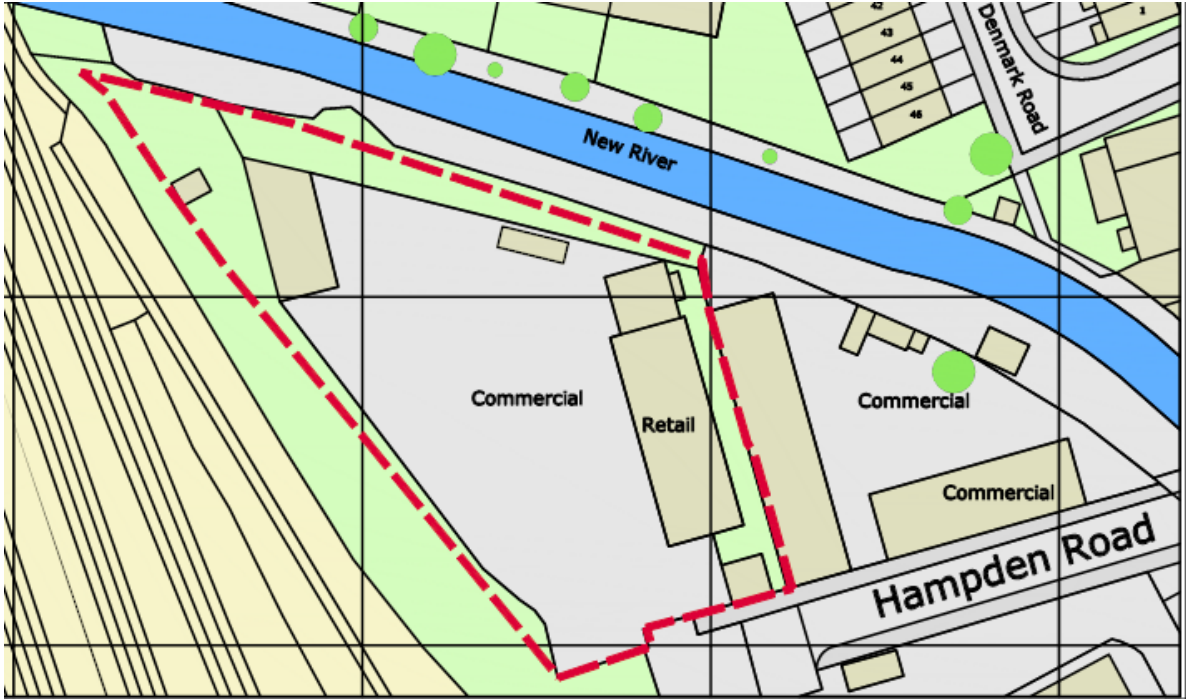 42
43
44
45
46
1
Denmark Road
New River
Commercial
Retail
Commercial
Commercial
Hampden Road